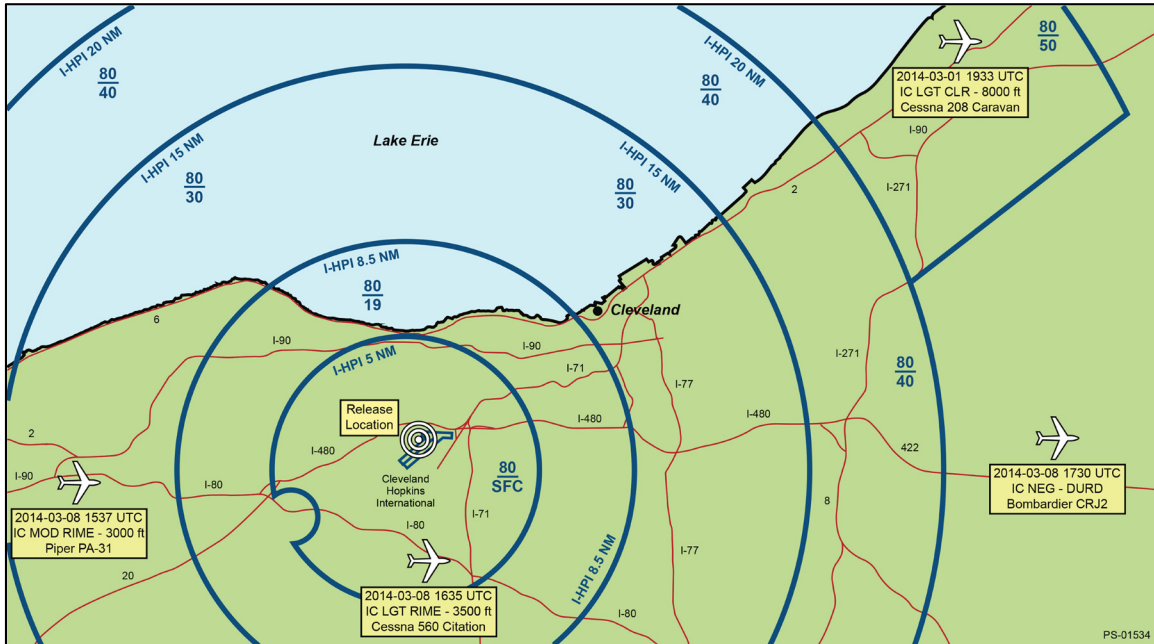 I-HPI 20 NM
80
40
I-HPI 20 NM
80
40
80
50
2014-03-01 1933 UTC
IC LGT CLR - 8000 ft
Cessna 208 Caravan
I-90
I-271
2
Lake Erie
I-HPI 15 NM
80
30
I-HPI 15 NM
80
30
I-HPI 8.5 NM
80
19
Cleveland
6
I-90
I-90
I-HPI 5 NM
I-71
I-77
I-271
80
40
Release
Location
I-480
I-480
I-480
422
2
I-90
I-80
Cleveland
Hopkins
International
80
SFC
I-71
I-80
8
2014-03-08 1730 UTC
IC NEG - DURD
Bombardier CRJ2
2014-03-08 1537 UTC
IC MOD RIME - 3000 ft
Piper PA-31
20
2014-03-08 1635 UTC
IC LGT RIME - 3500 ft
Cessna 560 Citation
I-HPI 8.5 NM
I-77
I-80
PS-01534